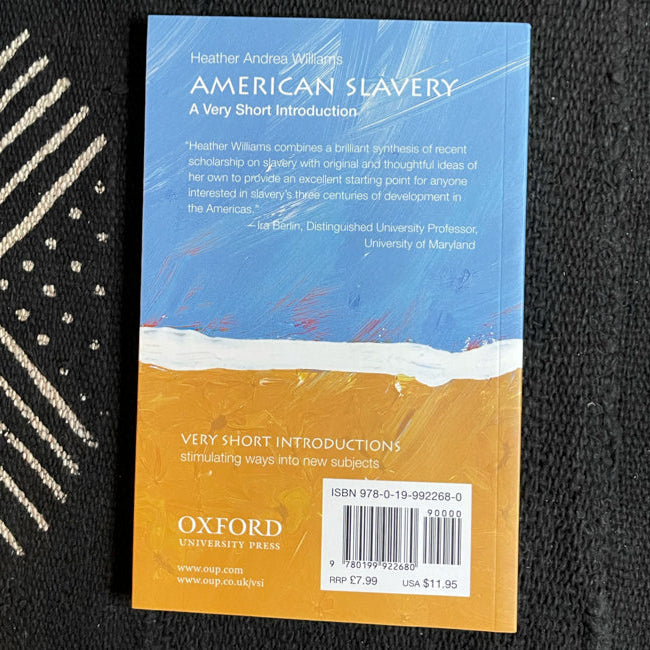 Heather Andrea Williams
AMERICAN SLAVERY
A Very Short Introduction
"Heather Williams combines a brilliant synthesis of recent
scholarship on slavery with original and thoughtful ideas of
her own to provide an excellent starting point for anyone
interested in slavery's three centuries of development in
the Americas."
—Ira Berlin, Distinguished University Professor,
University of Maryland
VERY SHORT INTRODUCTIONS
stimulating ways into new subjects
OXFORD
UNIVERSITY PRESS
www.oup.com
www.oup.co.uk/vsi
ISBN 978-0-19-992268-0
90000
9 780199 922680
RRP £7.99 USA $11.95